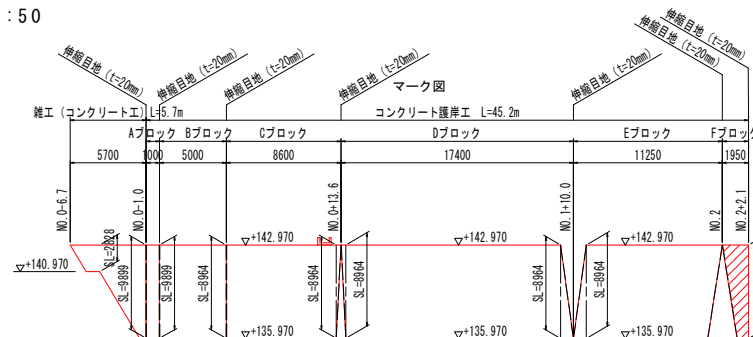 :50
伸縮目地(t=20mm)
伸縮目地(t=20mm)
伸縮目地(t=20mm)
伸縮目地(t=20mm)
伸縮目地(t=20mm)
伸縮目地(t=20mm)
伸縮目地(t=20mm)
マーク図
雑工(コンクリート工)L=5.7m
コンクリート護岸工 L=45.2m
Aブロック
Bブロック
Cブロック
Dブロック
Eブロック
Fブロック
5700
1000
5000
8600
17400
11250
1950
NO.0-6.7
NO.0-1.0
NO.0+13.6
NO.1+10.0
NO.2
NO.2+2.1
▽+142.970
▽+142.970
▽+142.970
▽+140.970
SL=2828
SL=9899
SL=9899
SL=8964
SL=8964
SL=8964
SL=8964
SL=8964
▽+135.970
▽+135.970
▽+135.970